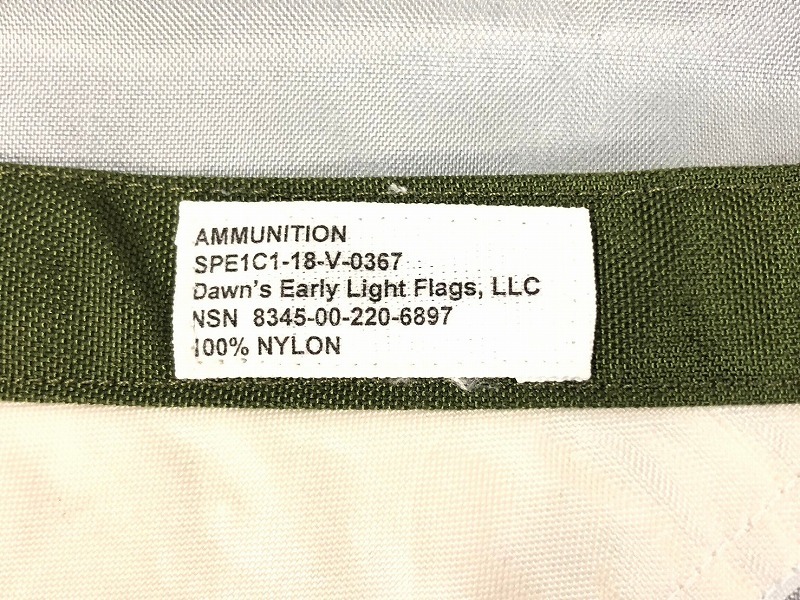 AMMUNITION
SPE1C1-18-V-0367
Dawn's Early Light Flags, LLC
NSN 8345-00-220-6897
100% NYLON